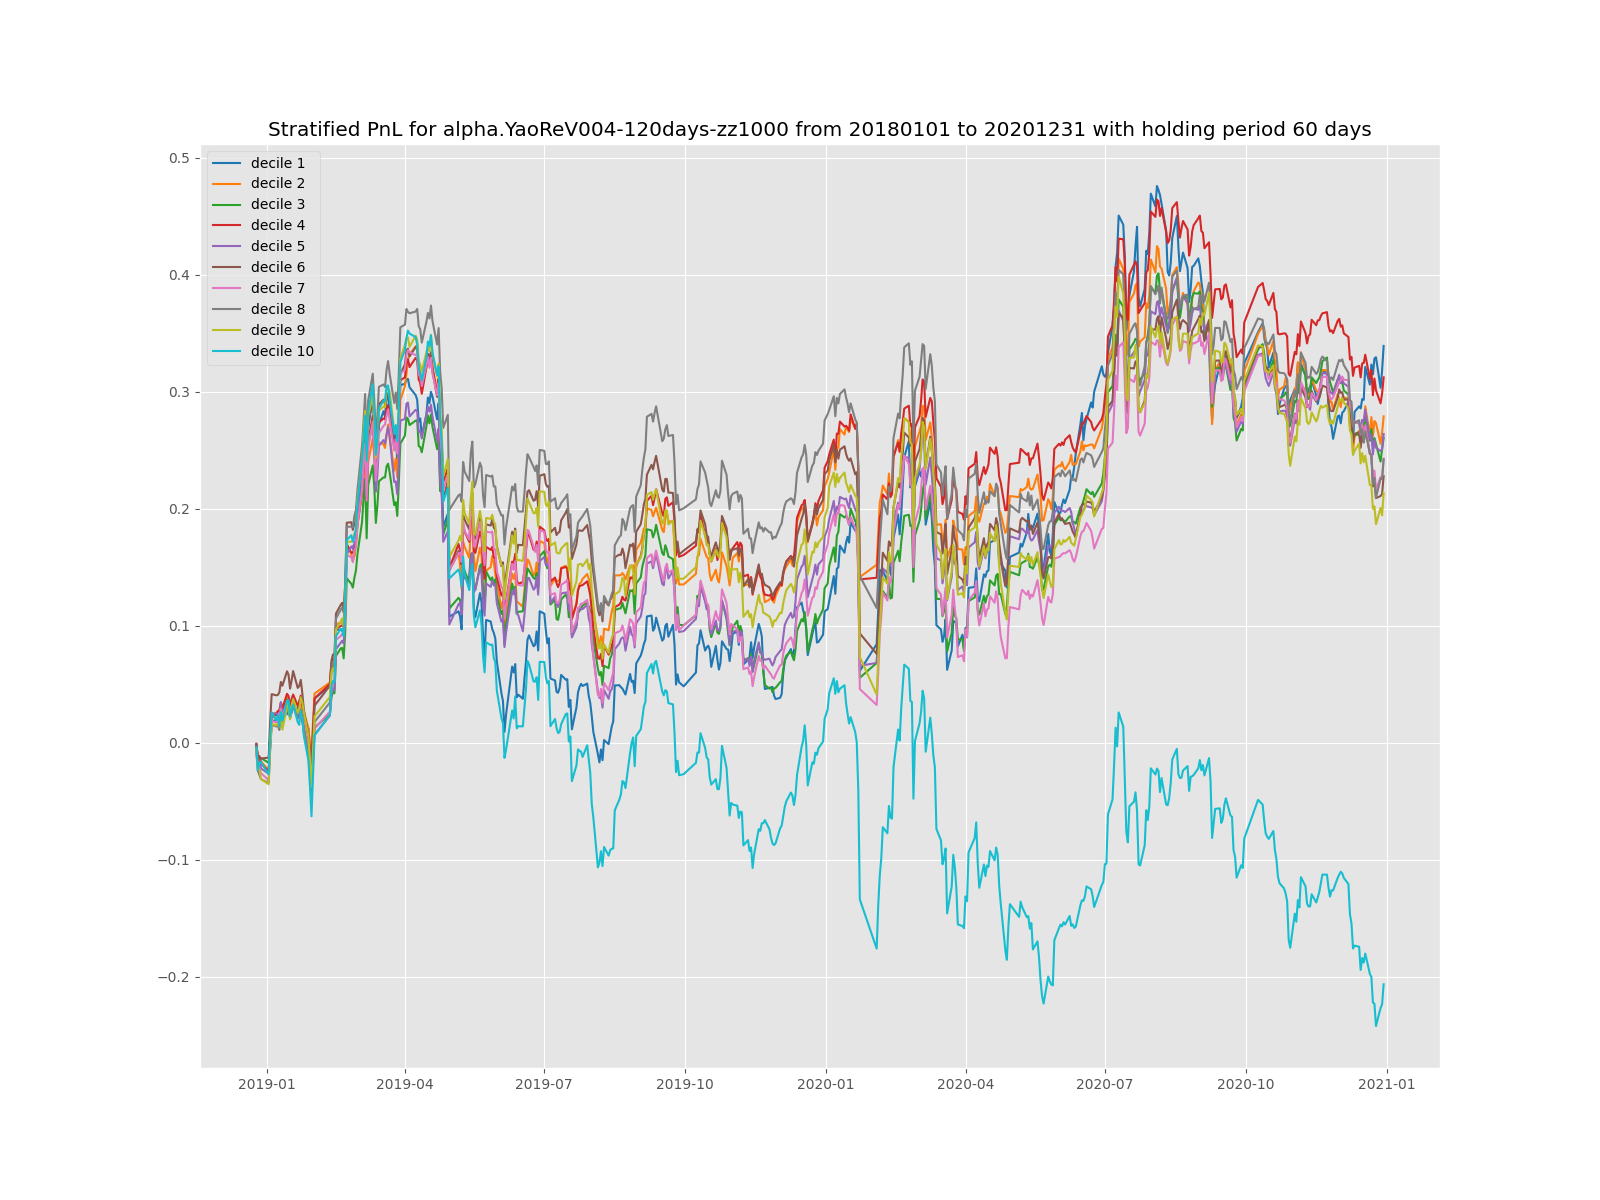 Stratified PnL for alpha.YaoReV004-120days-zz1000 from 20180101 to 20201231 with holding period 60 days
decile 1
decile 2
decile 3
decile 4
decile 5
decile 6
decile 7
decile 8
decile 9
decile 10
0.5
0.4
0.3
0.2
0.1
0.0
−0.1
−0.2
2019-01 2019-04 2019-07 2019-10 2020-01 2020-04 2020-07 2020-10 2021-01